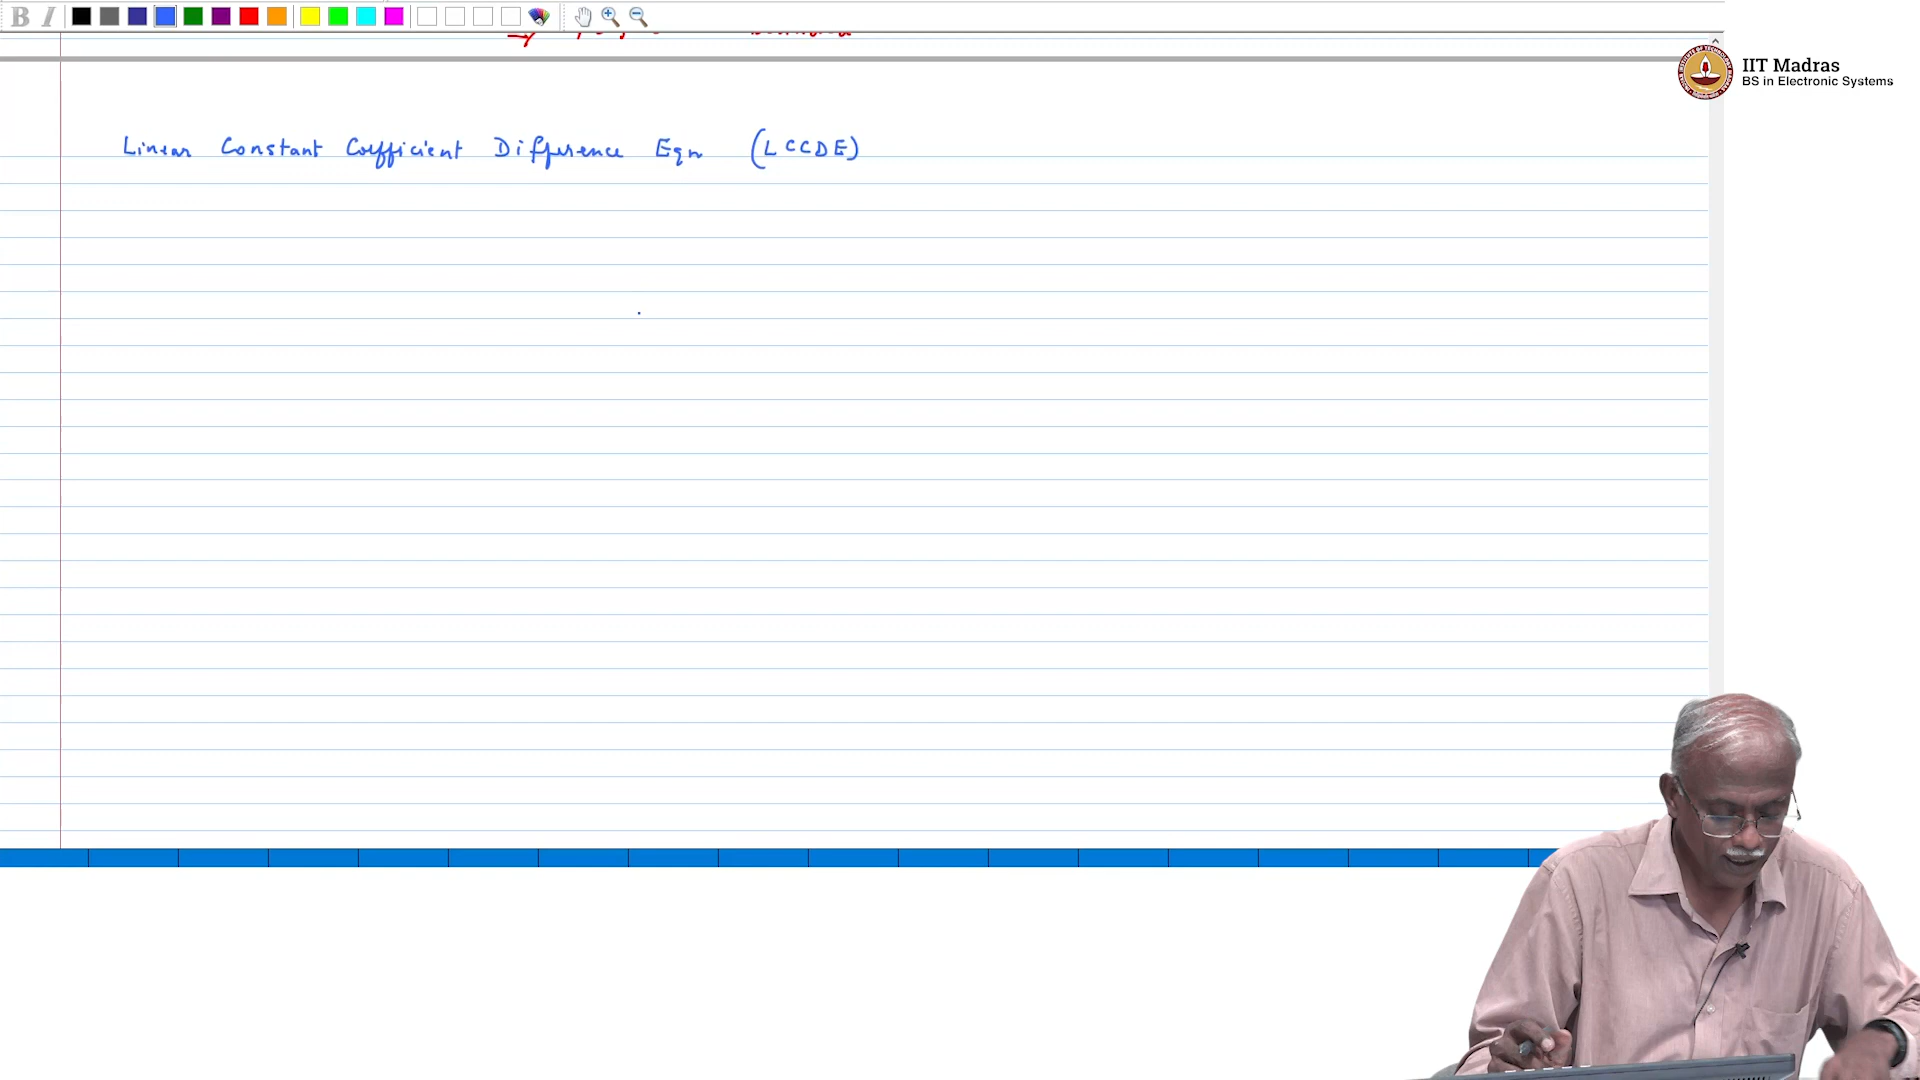 B I
IIT Madras
BS in Electronic Systems
Linear Constant Coefficient Difference Eqn (LCCDE)